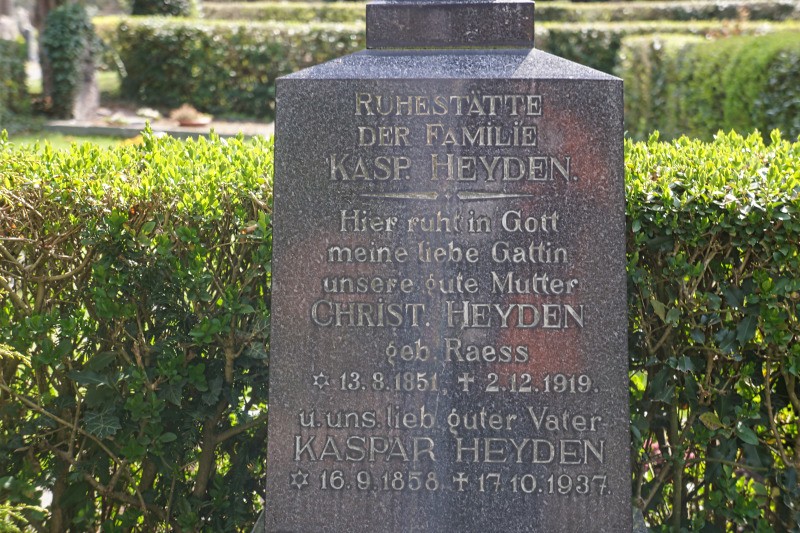 RUHESTÄTTE
DER FAMILIE
KASP. HEYDEN.
Hier ruht in Gott
meine liebe Gattin
unsere gute Mutter
CHRIST. HEYDEN
geb. Raess
✡ 13.8.1851, ✝ 2.12.1919.
u. uns. lieb. guter Vater
KASPAR HEYDEN
✡ 16.9.1858. ✝ 17.10.1937.